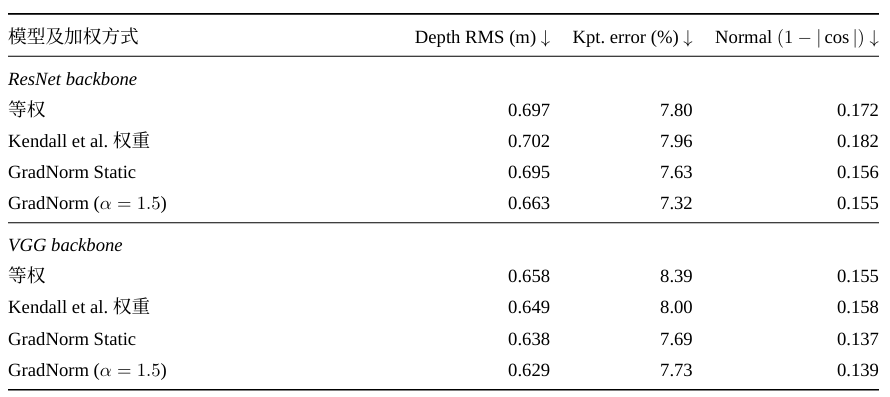 模型及加权方式 Depth RMS (m) ↓ Kpt. error (%) ↓ Normal (1 − | cos |) ↓
ResNet backbone
等权 0.697 7.80 0.172
Kendall et al. 权重 0.702 7.96 0.182
GradNorm Static 0.695 7.63 0.156
GradNorm (α = 1.5) 0.663 7.32 0.155
VGG backbone
等权 0.658 8.39 0.155
Kendall et al. 权重 0.649 8.00 0.158
GradNorm Static 0.638 7.69 0.137
GradNorm (α = 1.5) 0.629 7.73 0.139